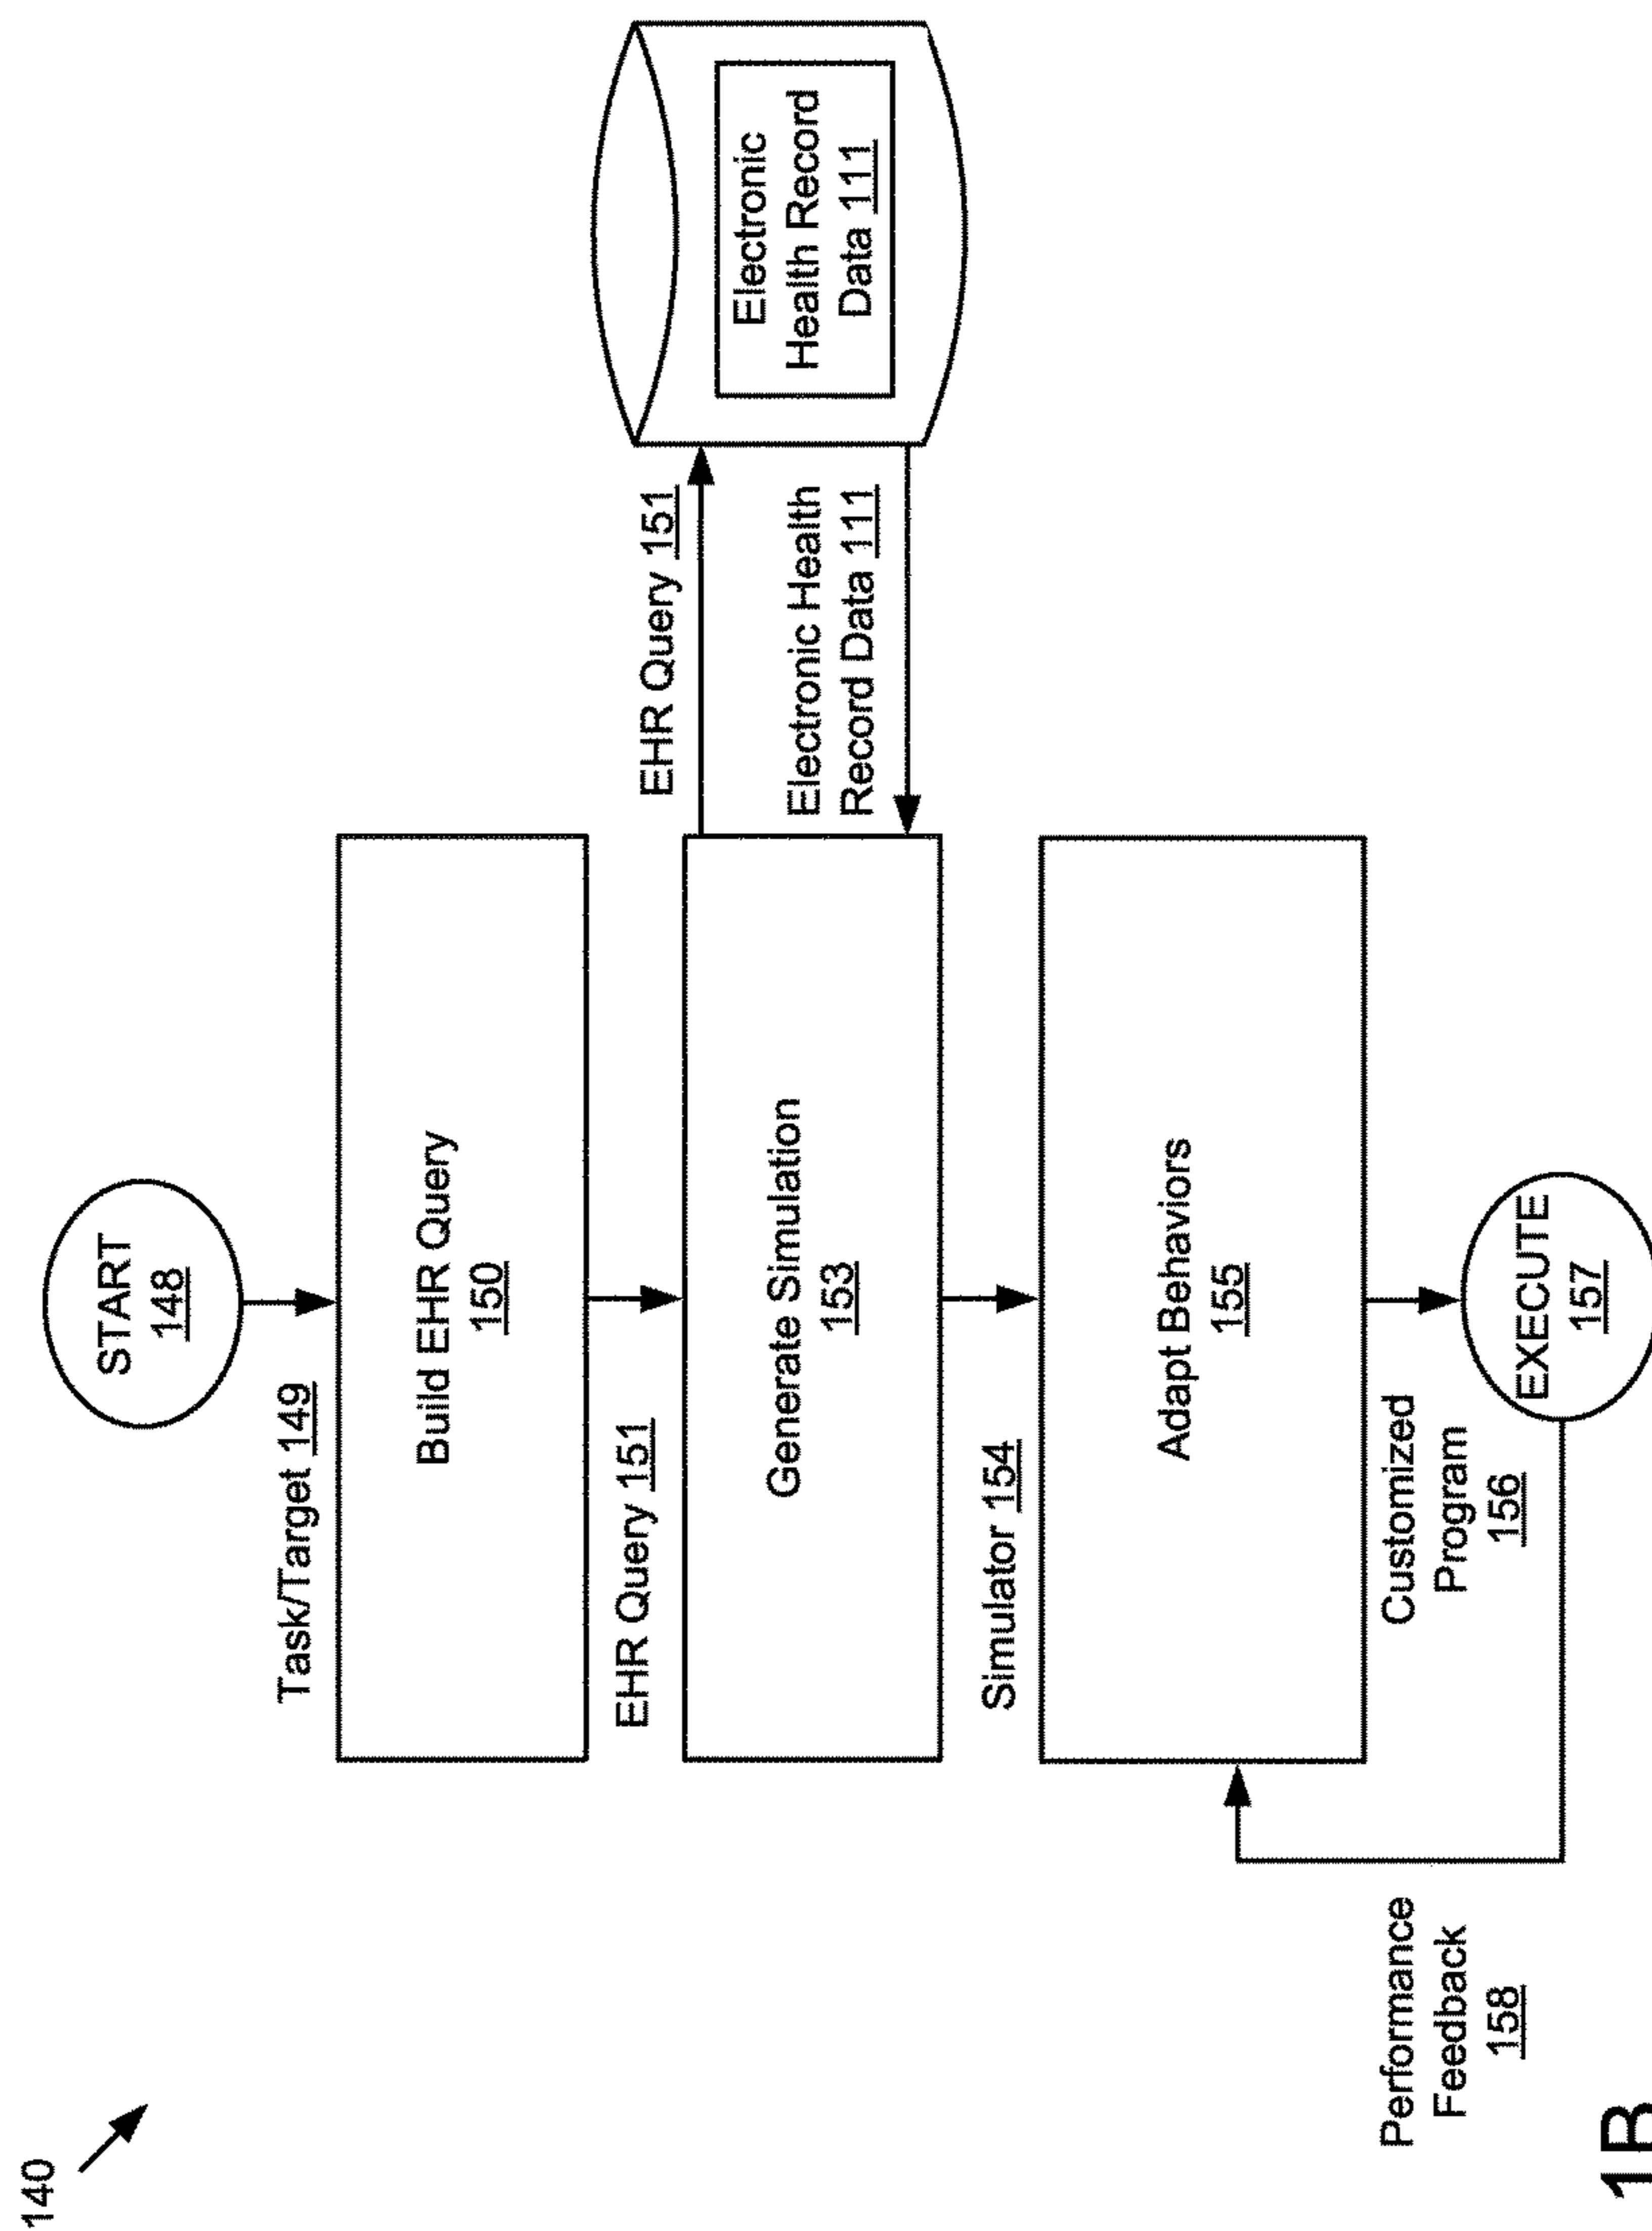 140
START
148
Task/Target 149
Build EHR Query
150
EHR Query 151
Generate Simulation
153
EHR Query 151
Electronic Health
Record Data 111
Electronic
Health Record
Data 111
Simulator 154
Adapt Behaviors
155
Customized
Program
156
EXECUTE
157
Performance
Feedback
158
1B